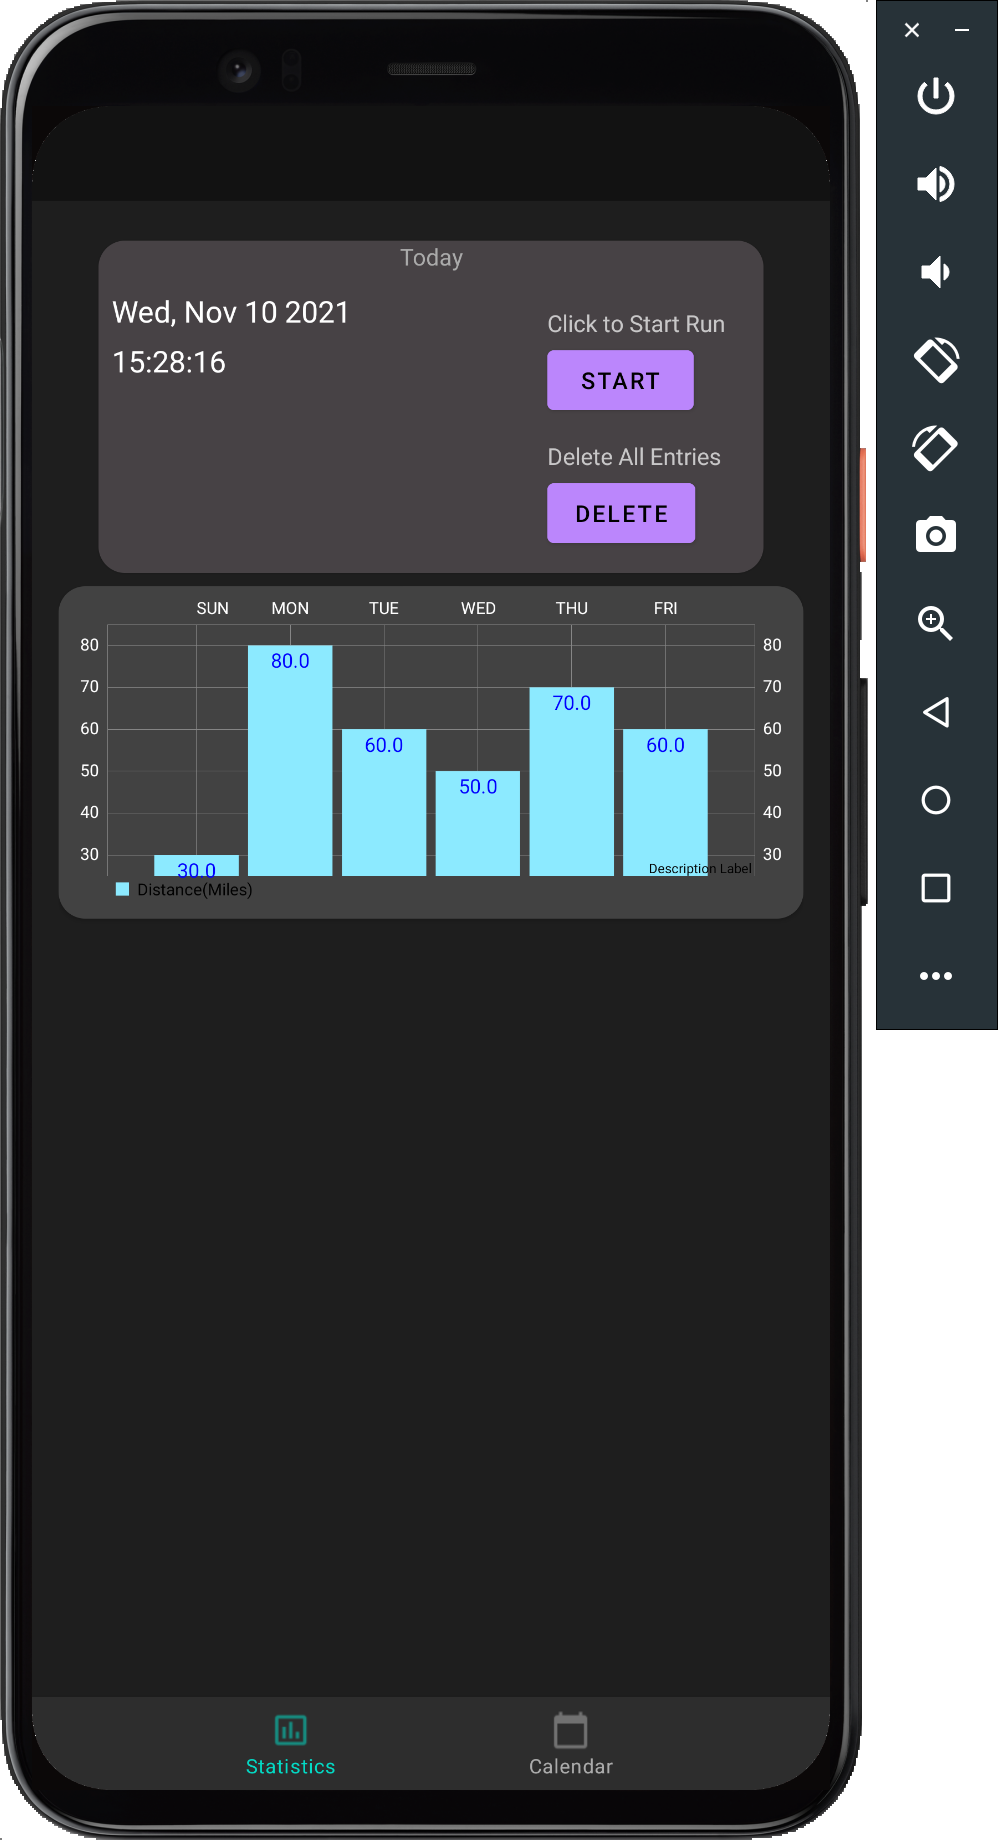 Today
Wed, Nov 10 2021
15:28:16
Click to Start Run
START
Delete All Entries
DELETE
SUN MON TUE WED THU FRI
80 80
80.0
70 70
70.0
60 60
60.0 60.0
50 50
50.0
40 40
30 30
30.0 Description Label
Distance(Miles)
Statistics Calendar